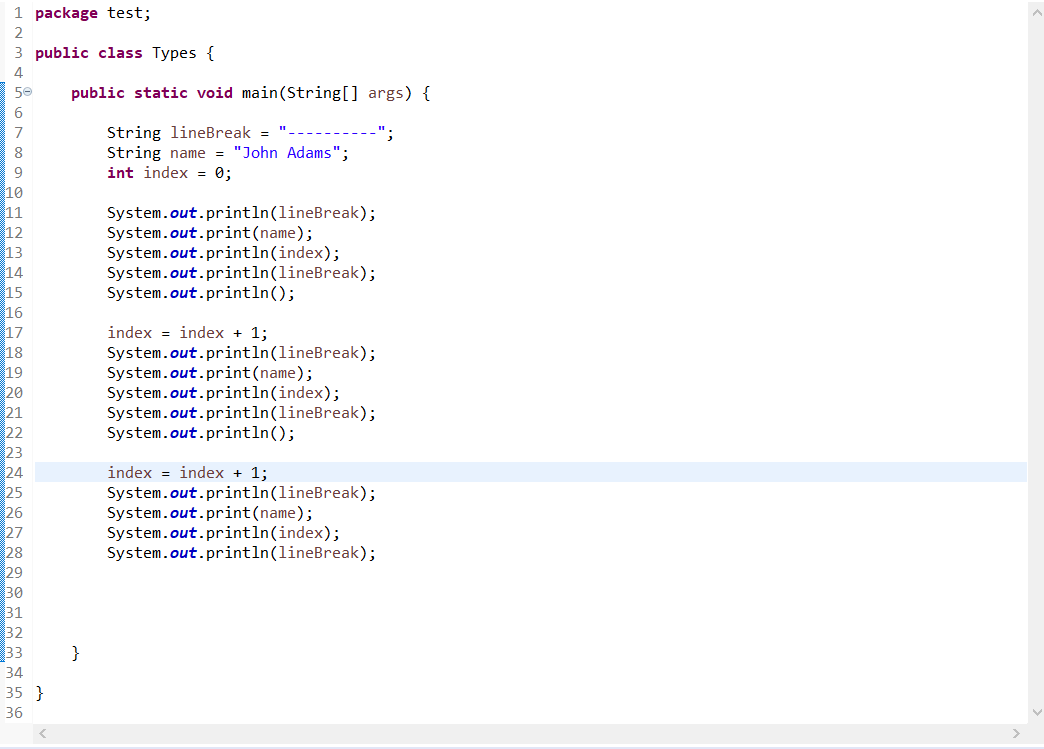 1 package test;
2
3 public class Types {
4
5 public static void main(String[] args) {
6
7 String lineBreak = "----------";
8 String name = "John Adams";
9 int index = 0;
10
11 System.out.println(lineBreak);
12 System.out.print(name);
13 System.out.println(index);
14 System.out.println(lineBreak);
15 System.out.println();
16
17 index = index + 1;
18 System.out.println(lineBreak);
19 System.out.print(name);
20 System.out.println(index);
21 System.out.println(lineBreak);
22 System.out.println();
23
24 index = index + 1;
25 System.out.println(lineBreak);
26 System.out.print(name);
27 System.out.println(index);
28 System.out.println(lineBreak);
29
30
31
32
33 }
34
35 }
36